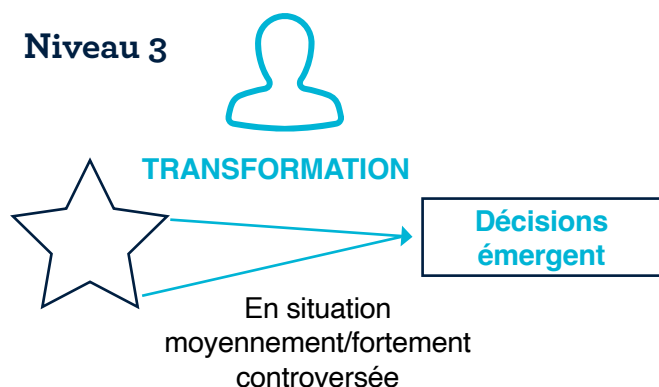 Niveau 3
TRANSFORMATION
Décisions
émergent
En situation
moyennement/fortement
controversée